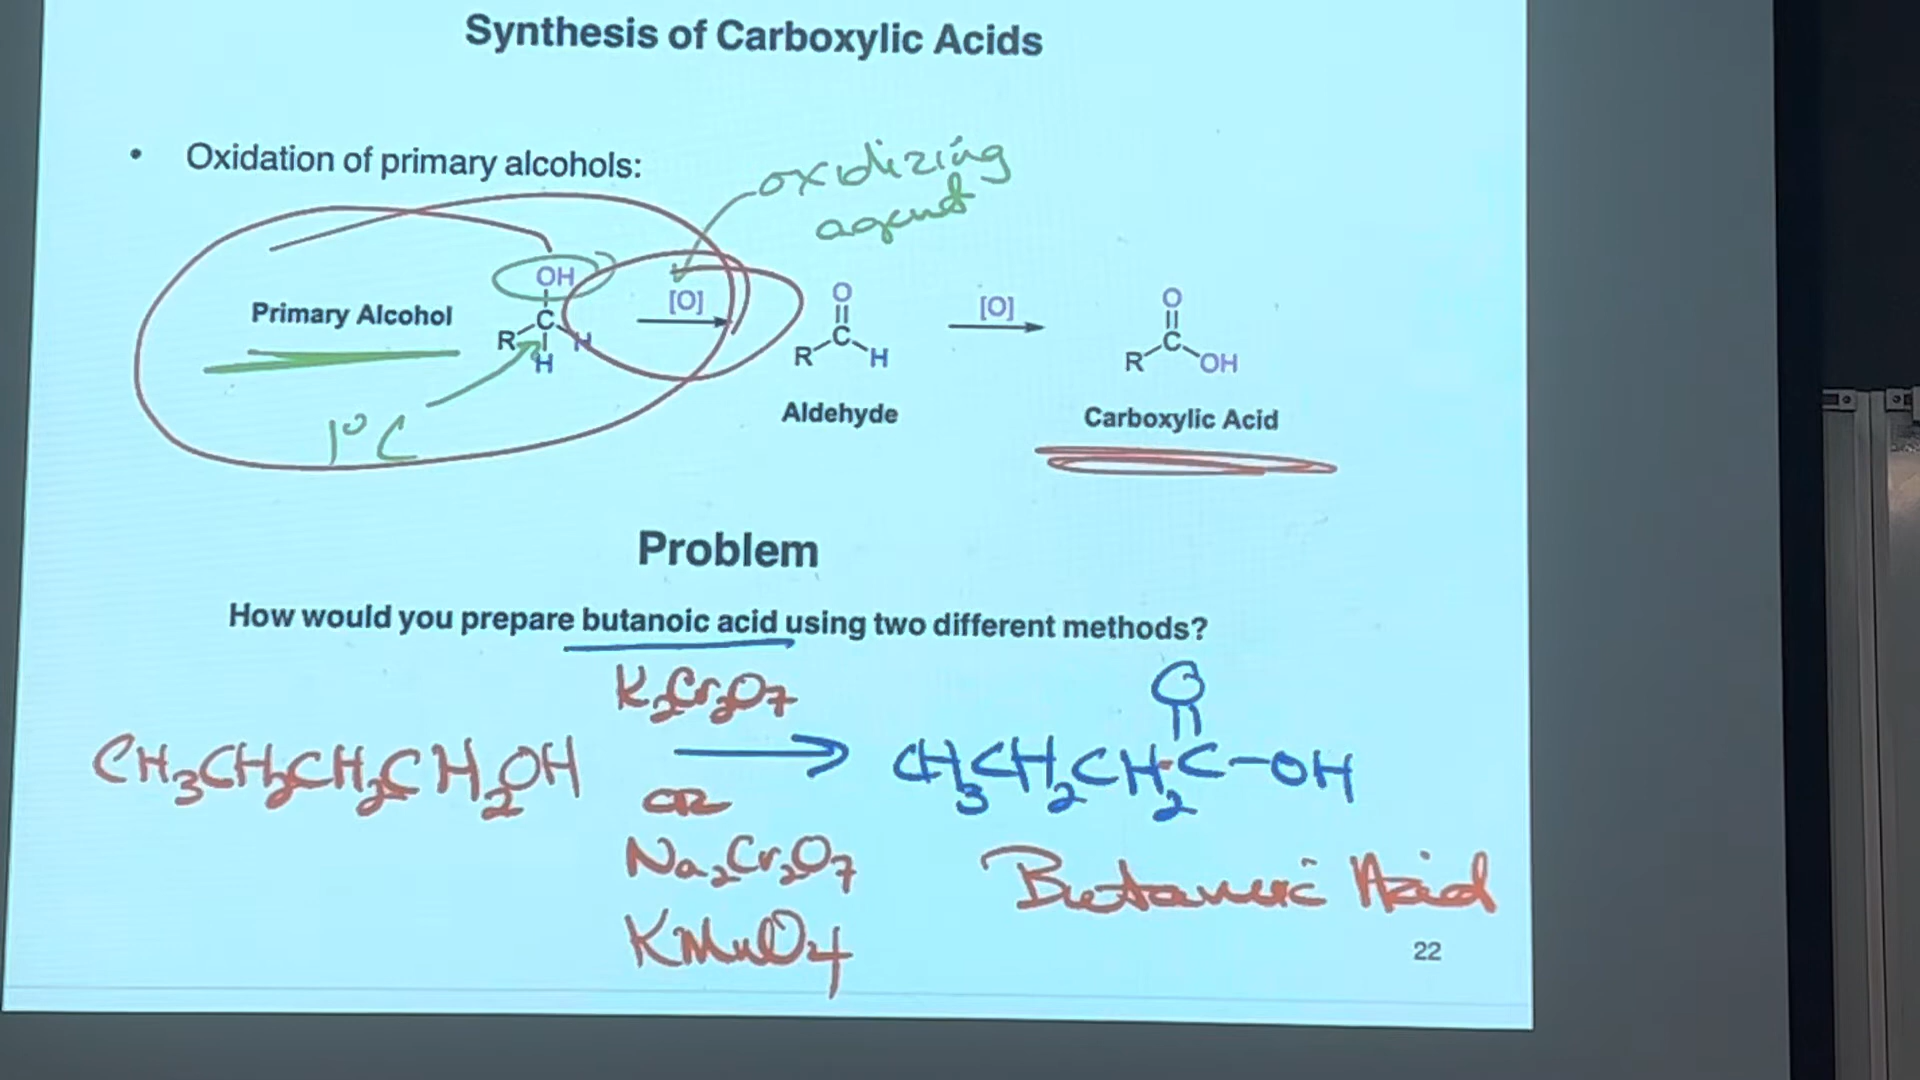 Synthesis of Carboxylic Acids
• Oxidation of primary alcohols:
oxidizing
agent
OH
Primary Alcohol
R C H
H
[O]
O
R C H
[O]
O
R C OH
1° C
Aldehyde
Carboxylic Acid
Problem
How would you prepare butanoic acid using two different methods?
K₂Cr₂O₇
O
CH₃CH₂CH₂CH₂OH
CH₃CH₂CH₂-C-OH
OR
Na₂Cr₂O₇
Butanoic Acid
KMnO₄
22